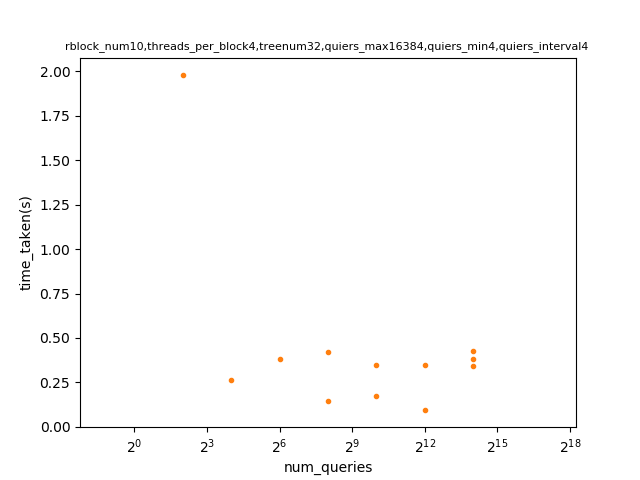 rblock_num10,threads_per_block4,treenum32,quiers_max16384,quiers_min4,quiers_interval4
2.00
1.75
1.50
1.25
1.00
0.75
0.50
0.25
0.00
time_taken(s)
2^0 2^3 2^6 2^9 2^12 2^15 2^18
num_queries